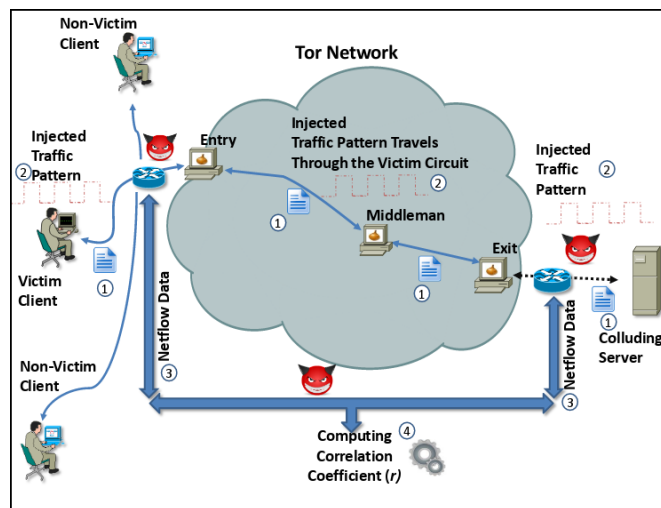 Non-Victim
Client
Tor Network
Injected
Traffic
Pattern
②
Entry
Injected
Traffic Pattern Travels
Through the Victim Circuit
②
Injected
Traffic
Pattern
②
①
Middleman
①
Exit
Victim
Client
①
Netflow Data
③
①
Colluding
Server
Netflow Data
③
Non-Victim
Client
Computing
Correlation
Coefficient (r)
④